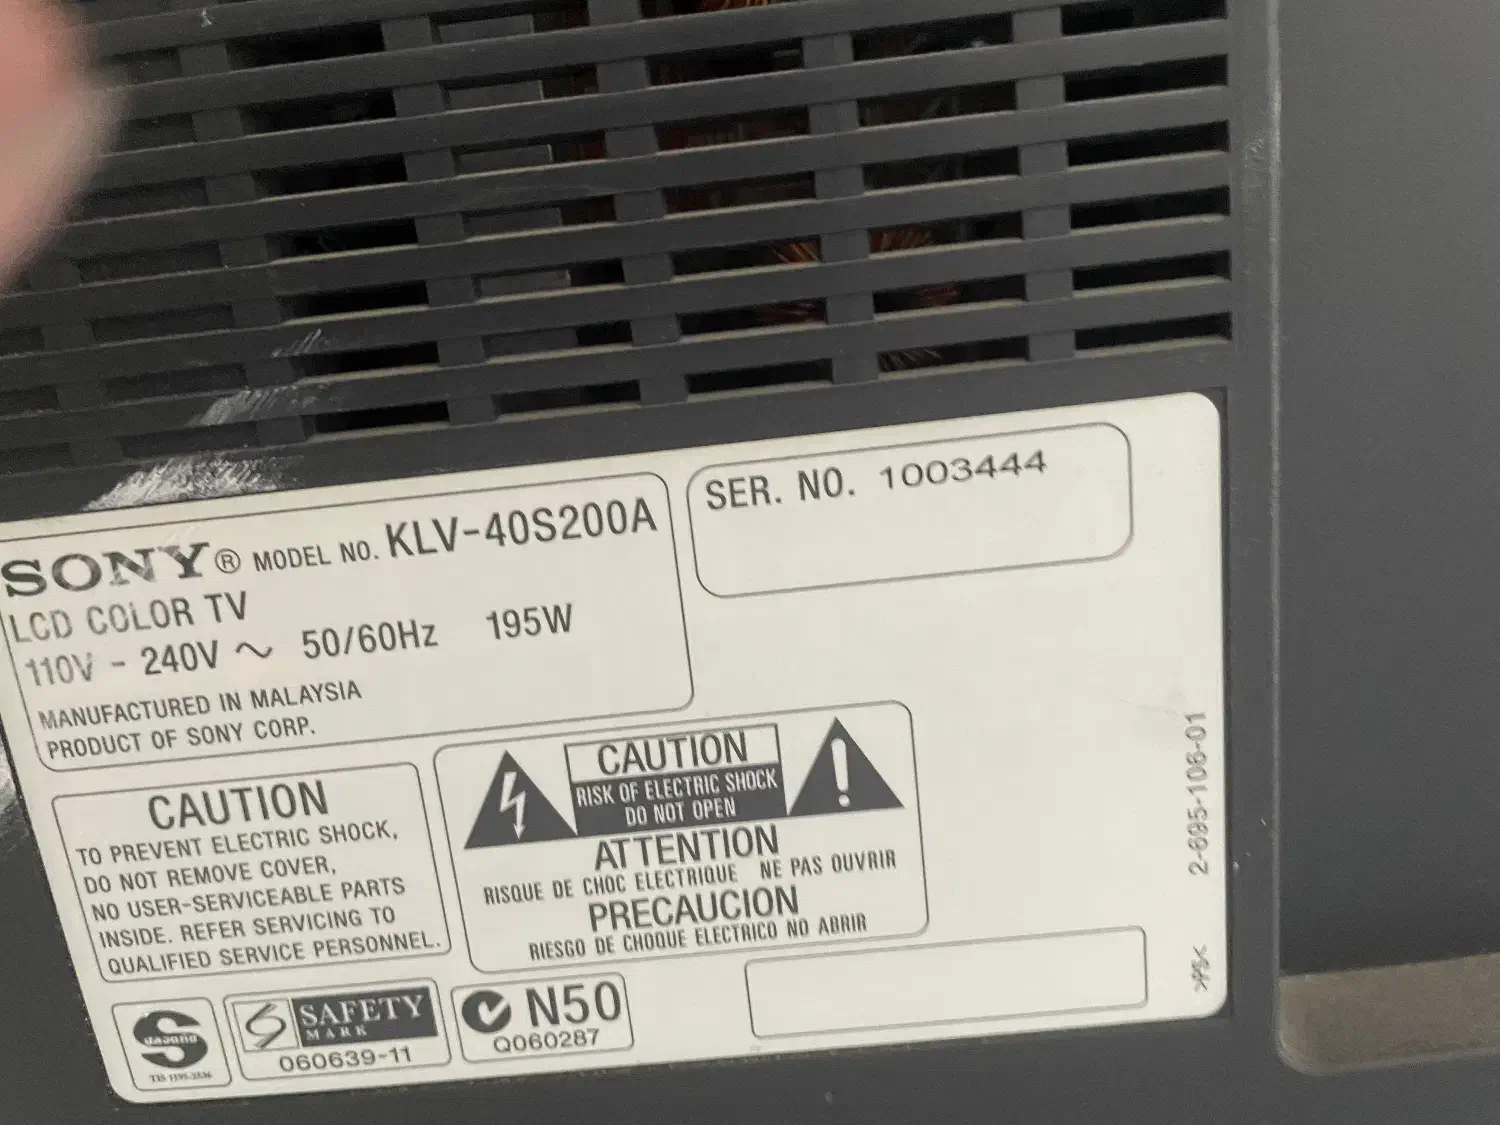 SONY® MODEL NO. KLV-40S200A
LCD COLOR TV
110V - 240V ~ 50/60Hz 195W
MANUFACTURED IN MALAYSIA
PRODUCT OF SONY CORP.
SER. NO. 1003444
CAUTION
TO PREVENT ELECTRIC SHOCK,
DO NOT REMOVE COVER,
NO USER-SERVICEABLE PARTS
INSIDE. REFER SERVICING TO
QUALIFIED SERVICE PERSONNEL.
CAUTION
RISK OF ELECTRIC SHOCK
DO NOT OPEN
ATTENTION
RISQUE DE CHOC ELECTRIQUE NE PAS OUVRIR
PRECAUCION
RIESGO DE CHOQUE ELECTRICO NO ABRIR
SAFETY
MARK
060639-11
N50
Q060287
2-695-106-01
>PS<